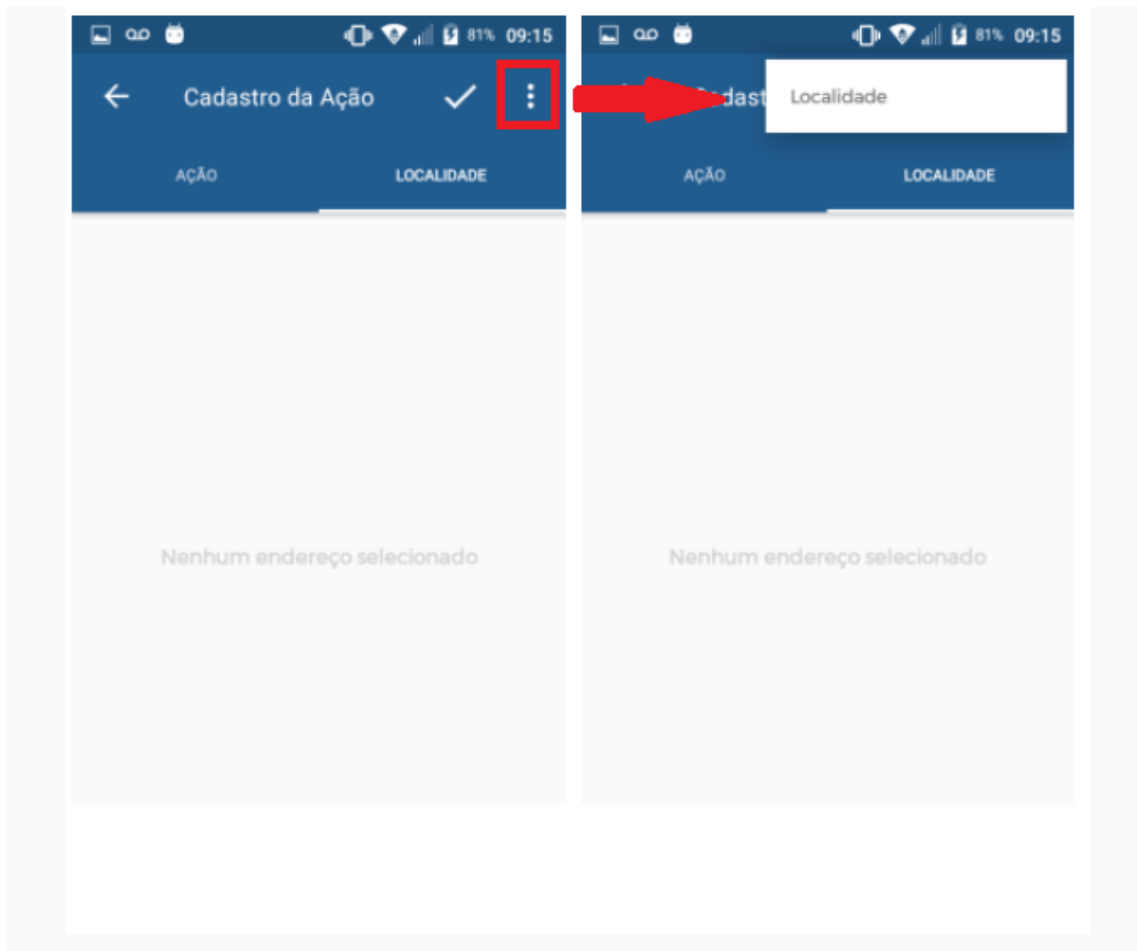 81% 09:15
Cadastro da Ação
AÇÃO LOCALIDADE
Nenhum endereço selecionado
81% 09:15
dast Localidade
AÇÃO LOCALIDADE
Nenhum endereço selecionado